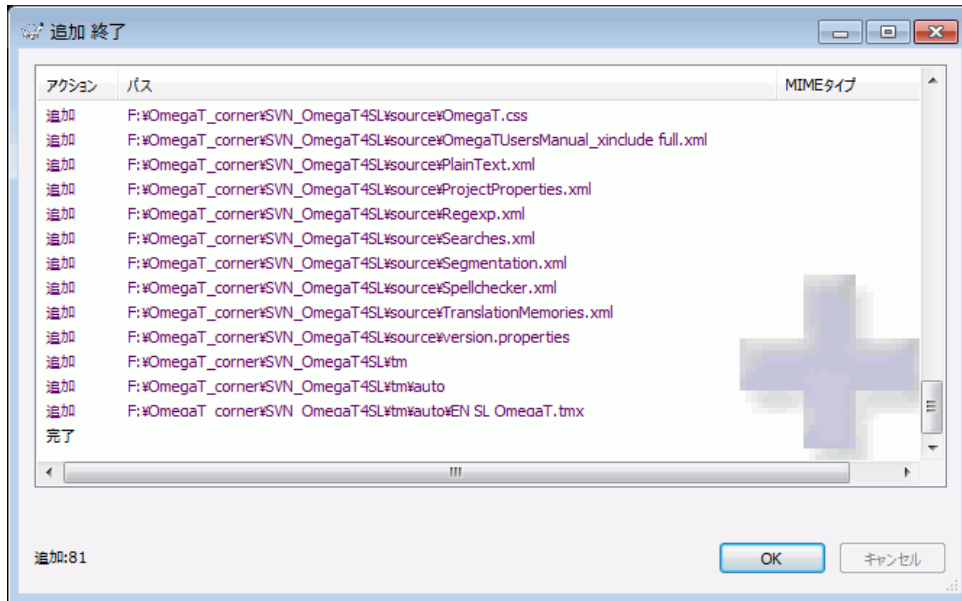 追加 終了
アクション パス MIMEタイプ
追加 F:¥OmegaT_corner¥SVN_OmegaT4SL¥source¥OmegaT.css
追加 F:¥OmegaT_corner¥SVN_OmegaT4SL¥source¥OmegaTUsersManual_xinclude full.xml
追加 F:¥OmegaT_corner¥SVN_OmegaT4SL¥source¥PlainText.xml
追加 F:¥OmegaT_corner¥SVN_OmegaT4SL¥source¥ProjectProperties.xml
追加 F:¥OmegaT_corner¥SVN_OmegaT4SL¥source¥Regexp.xml
追加 F:¥OmegaT_corner¥SVN_OmegaT4SL¥source¥Searches.xml
追加 F:¥OmegaT_corner¥SVN_OmegaT4SL¥source¥Segmentation.xml
追加 F:¥OmegaT_corner¥SVN_OmegaT4SL¥source¥Spellchecker.xml
追加 F:¥OmegaT_corner¥SVN_OmegaT4SL¥source¥TranslationMemories.xml
追加 F:¥OmegaT_corner¥SVN_OmegaT4SL¥source¥version.properties
追加 F:¥OmegaT_corner¥SVN_OmegaT4SL¥tm
追加 F:¥OmegaT_corner¥SVN_OmegaT4SL¥tm¥auto
追加 F:¥OmegaT_corner¥SVN_OmegaT4SL¥tm¥auto¥EN_SL_OmegaT.tmx
完了
追加:81 OK キャンセル